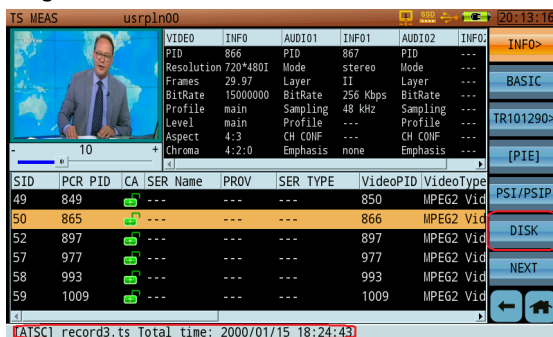 TS MEAS usrpln00 SSD 20:13:16
VIDEO INFO AUDIO1 INFO1 AUDIO2 INFO2
PID 866 PID 867 PID ---
Resolution 720*480I Mode stereo Mode ---
Frames 29.97 Layer II Layer ---
BitRate 15000000 BitRate 256 Kbps BitRate ---
Profile main Sampling 48 kHz Sampling ---
Level main Profile --- Profile ---
Aspect 4:3 CH CONF --- CH CONF ---
Chroma 4:2:0 Emphasis none Emphasis ---
- 10 +
SID PCR PID CA SER Name PROV SER TYPE VideoPID VideoType
49 849 --- --- --- 850 MPEG2 Vid
50 865 --- --- --- 866 MPEG2 Vid
52 897 --- --- --- 897 MPEG2 Vid
57 977 --- --- --- 977 MPEG2 Vid
58 993 --- --- --- 993 MPEG2 Vid
59 1009 --- --- --- 1009 MPEG2 Vid
[ATSC] record3.ts Total time: 2000/01/15 18:24:43
INFO>
BASIC
TR101290>
[PIE]
PSI/PSIP
DISK
NEXT